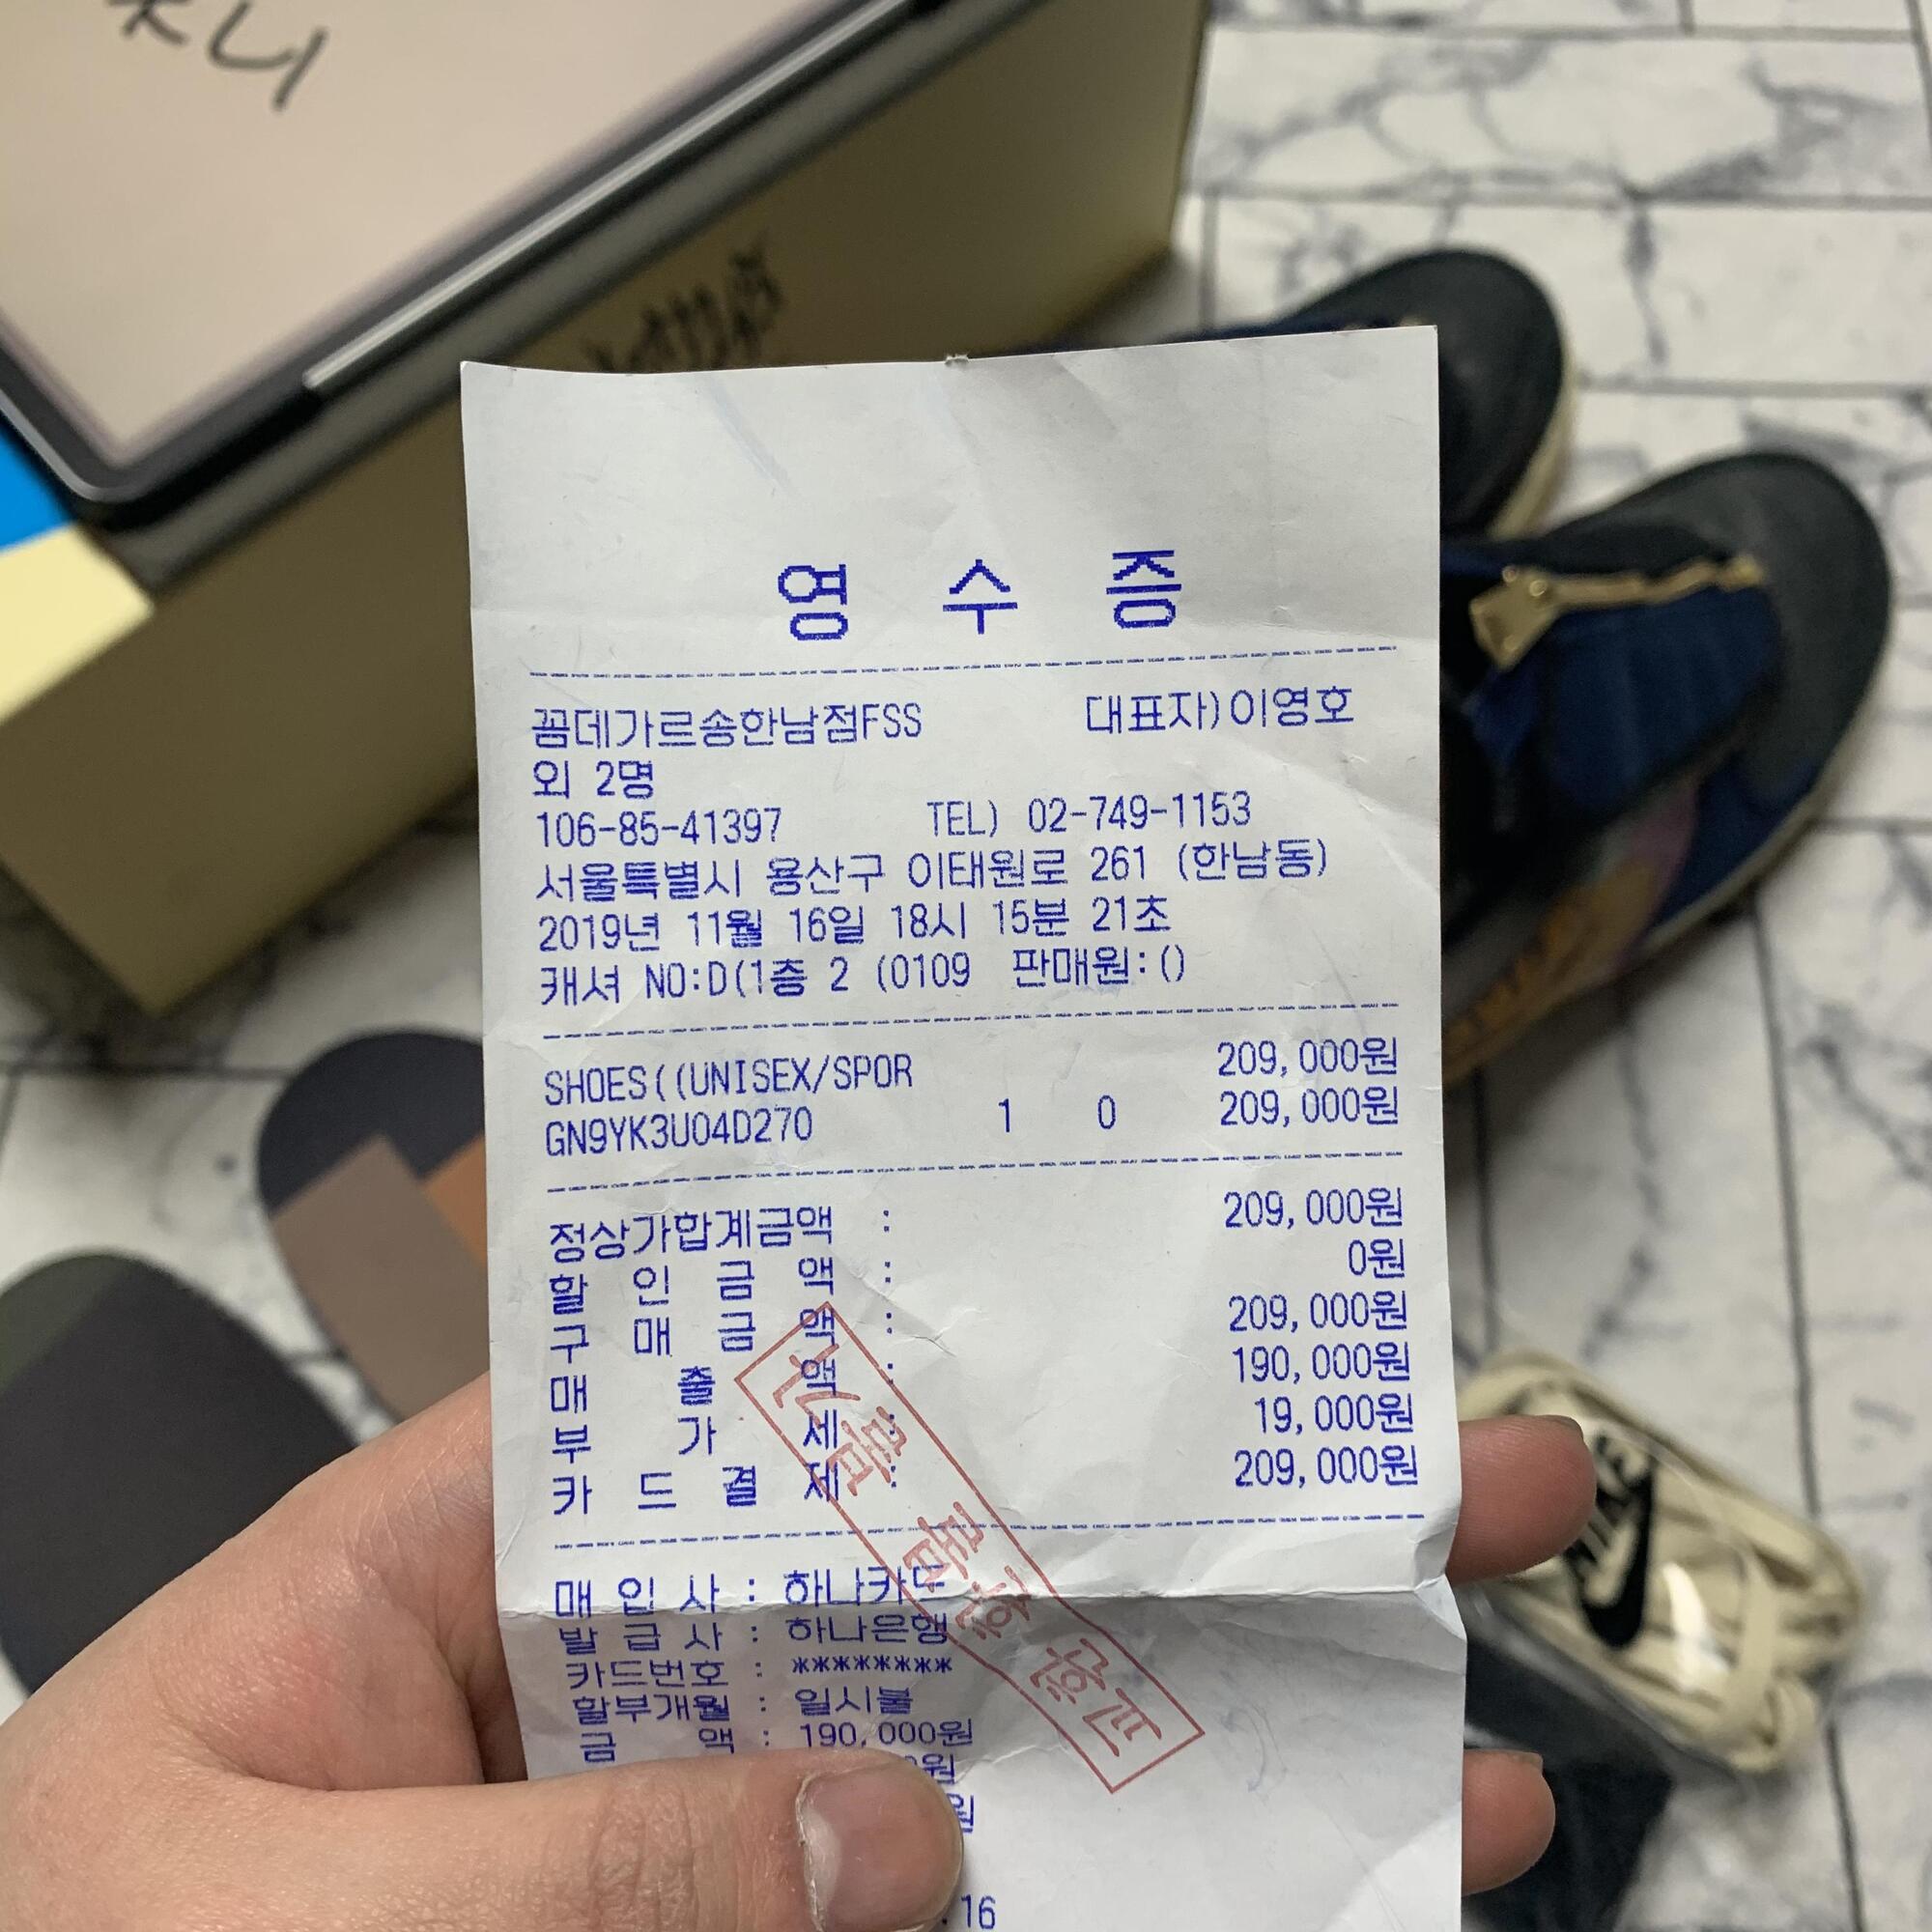 영 수 증
꼼데가르송한남점FSS 대표자)이영호
외 2명
106-85-41397 TEL) 02-749-1153
서울특별시 용산구 이태원로 261 (한남동)
2019년 11월 16일 18시 15분 21초
캐셔 NO:D(1층 2 (0109 판매원:()
SHOES((UNISEX/SPOR 209,000원
GN9YK3U04D270 1 0 209,000원
정상가합계금액 : 209,000원
할 인 금 액 : 0원
구 매 금 액 : 209,000원
매 출 액 : 190,000원
부 가 세 : 19,000원
카 드 결 제 : 209,000원
매 입 사 : 하나카드
발 급 사 : 하나은행
카드번호 : ********
할부개월 : 일시불
금 액 : 190,000원
0원
원
.16
NIKE